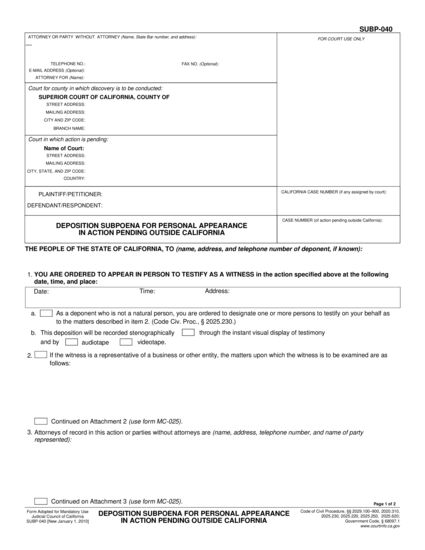 SUBP-040
ATTORNEY OR PARTY WITHOUT ATTORNEY (Name, State Bar number, and address):
FOR COURT USE ONLY
TELEPHONE NO.: FAX NO. (Optional):
E-MAIL ADDRESS (Optional):
ATTORNEY FOR (Name):
Court for county in which discovery is to be conducted:
SUPERIOR COURT OF CALIFORNIA, COUNTY OF
STREET ADDRESS:
MAILING ADDRESS:
CITY AND ZIP CODE:
BRANCH NAME:
Court in which action is pending:
Name of Court:
STREET ADDRESS:
MAILING ADDRESS:
CITY, STATE, AND ZIP CODE:
COUNTRY:
PLAINTIFF/PETITIONER:
CALIFORNIA CASE NUMBER (if any assigned by court):
DEFENDANT/RESPONDENT:
DEPOSITION SUBPOENA FOR PERSONAL APPEARANCE
IN ACTION PENDING OUTSIDE CALIFORNIA
CASE NUMBER (of action pending outside California):
THE PEOPLE OF THE STATE OF CALIFORNIA, TO (name, address, and telephone number of deponent, if known):
1. YOU ARE ORDERED TO APPEAR IN PERSON TO TESTIFY AS A WITNESS in the action specified above at the following
date, time, and place:
Date: Time: Address:
a. As a deponent who is not a natural person, you are ordered to designate one or more persons to testify on your behalf as
to the matters described in item 2. (Code Civ. Proc., § 2025.230.)
b. This deposition will be recorded stenographically through the instant visual display of testimony
and by audiotape videotape.
2. If the witness is a representative of a business or other entity, the matters upon which the witness is to be examined are as
follows:
Continued on Attachment 2 (use form MC-025).
3. Attorneys of record in this action or parties without attorneys are (name, address, telephone number, and name of party
represented):
Continued on Attachment 3 (use form MC-025).
Page 1 of 2
Form Adopted for Mandatory Use
Judicial Council of California
SUBP-040 [New January 1, 2010]
DEPOSITION SUBPOENA FOR PERSONAL APPEARANCE
IN ACTION PENDING OUTSIDE CALIFORNIA
Code of Civil Procedure, §§ 2029.100–900, 2020.310,
2025.230, 2025.220, 2025.250, 2025.620;
Government Code, § 68097.1
www.courtinfo.ca.gov